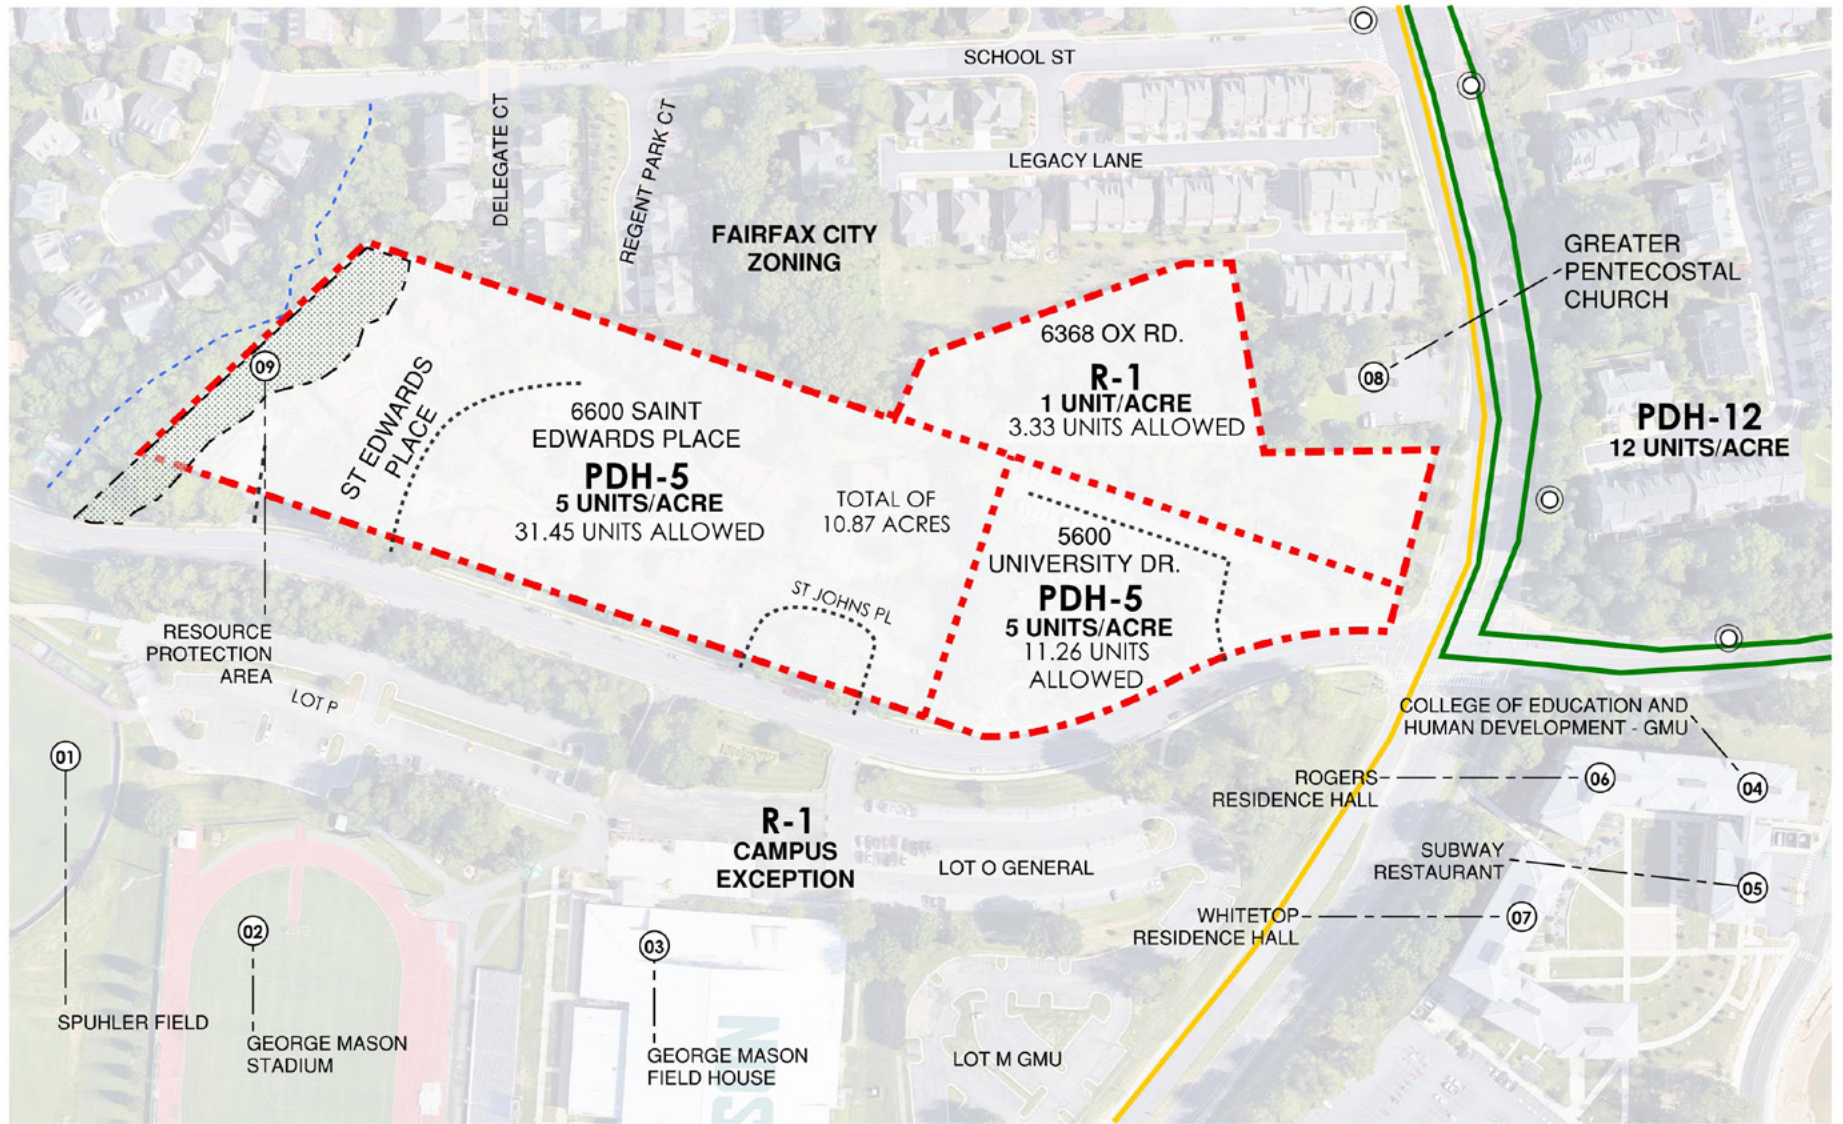 SCHOOL ST
DELEGATE CT
REGENT PARK CT
LEGACY LANE
FAIRFAX CITY
ZONING
GREATER
PENTECOSTAL
CHURCH
08
6368 OX RD.
R-1
1 UNIT/ACRE
3.33 UNITS ALLOWED
09
ST EDWARDS
PLACE
6600 SAINT
EDWARDS PLACE
PDH-5
5 UNITS/ACRE
31.45 UNITS ALLOWED
TOTAL OF
10.87 ACRES
PDH-12
12 UNITS/ACRE
5600
UNIVERSITY DR.
PDH-5
5 UNITS/ACRE
11.26 UNITS
ALLOWED
ST JOHNS PL
RESOURCE
PROTECTION
AREA
LOT P
COLLEGE OF EDUCATION AND
HUMAN DEVELOPMENT - GMU
01
ROGERS
RESIDENCE HALL
06
04
R-1
CAMPUS
EXCEPTION
LOT O GENERAL
SUBWAY
RESTAURANT
05
WHITETOP
RESIDENCE HALL
07
02
03
SPUHLER FIELD
GEORGE MASON
STADIUM
GEORGE MASON
FIELD HOUSE
LOT M GMU
SON